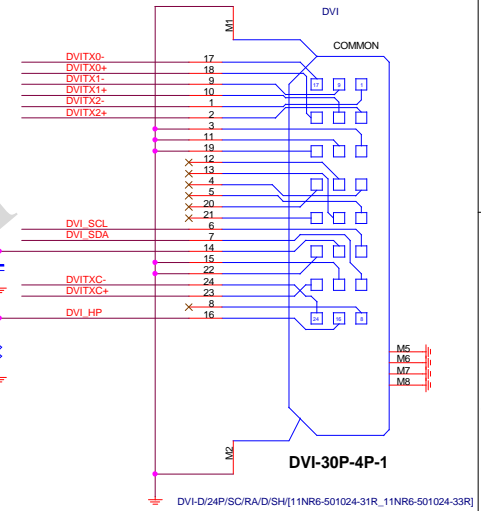 DVI
M1
COMMON
DVITX0- 17
DVITX0+ 18
DVITX1- 9
DVITX1+ 10
DVITX2- 1
DVITX2+ 2
3
11
19
12
13
4
5
20
21
DVI_SCL 6
DVI_SDA 7
14
15
22
DVITXC- 24
DVITXC+ 23
8
DVI_HP 16
17 9 1
24 16 8
M5
M6
M7
M8
M2
DVI-30P-4P-1
DVI-D/24P/SC/RA/D/SH/[11NR6-501024-31R_11NR6-501024-33R]